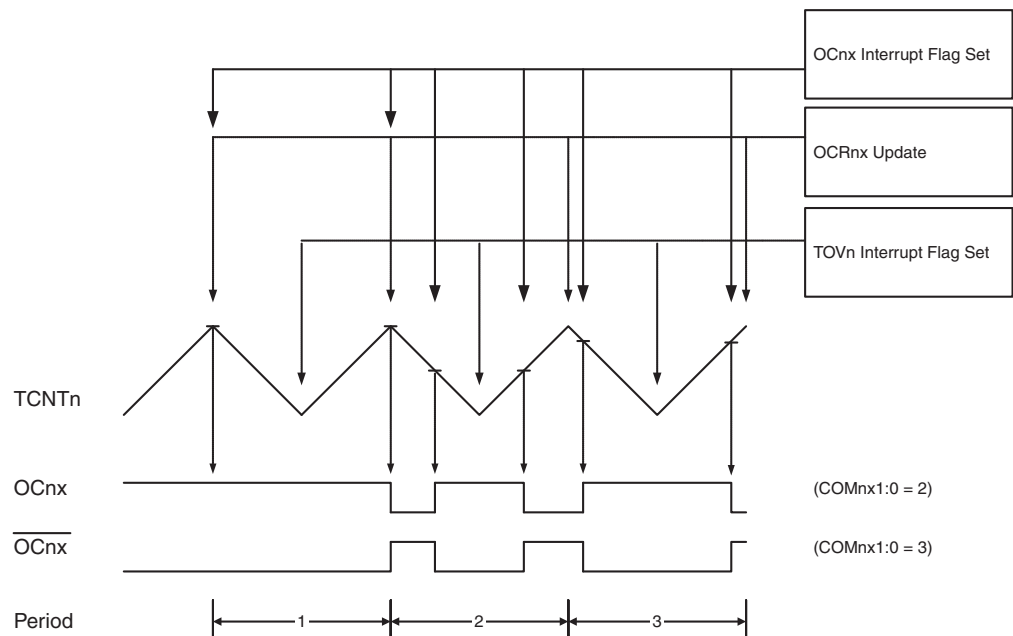 OCnx Interrupt Flag Set
OCRnx Update
TOVn Interrupt Flag Set
TCNTn
OCnx
(COMnx1:0 = 2)
OCnx
(COMnx1:0 = 3)
Period
1
2
3